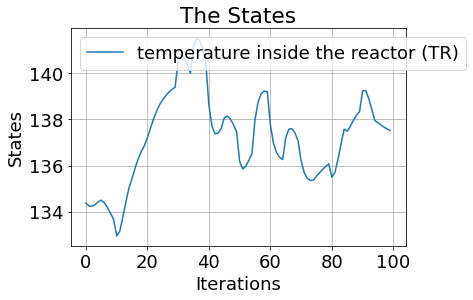 The States
temperature inside the reactor (TR)
States
140
138
136
134
0 20 40 60 80 100
Iterations